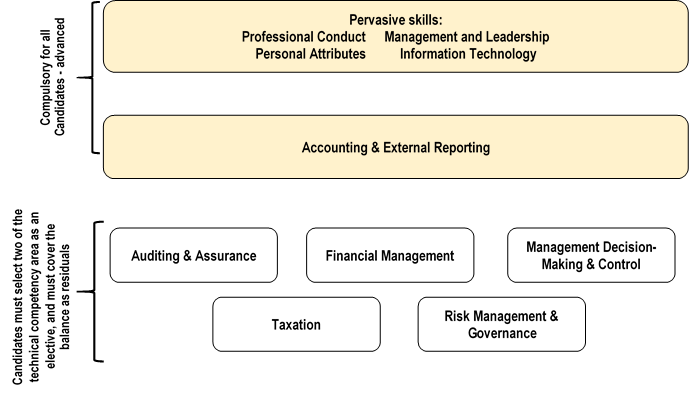 Compulsory for all
Candidates - advanced
Pervasive skills:
Professional Conduct Management and Leadership
Personal Attributes Information Technology
Accounting & External Reporting
Candidates must select two of the
technical competency area as an
elective, and must cover the
balance as residuals
Auditing & Assurance
Financial Management
Management Decision-
Making & Control
Taxation
Risk Management &
Governance